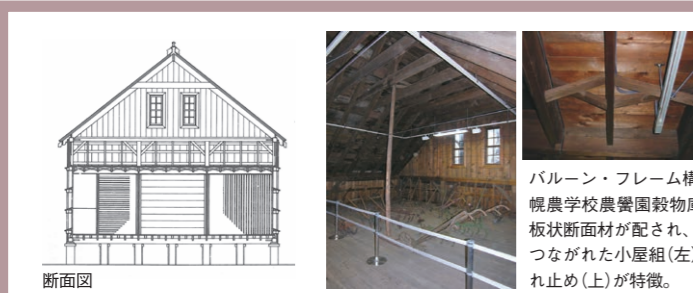 断面図
バルーン・フレーム構
幌農学校農黌園穀物庫
板状断面材が配され、
つながれた小屋組(左)
れ止め(上)が特徴。